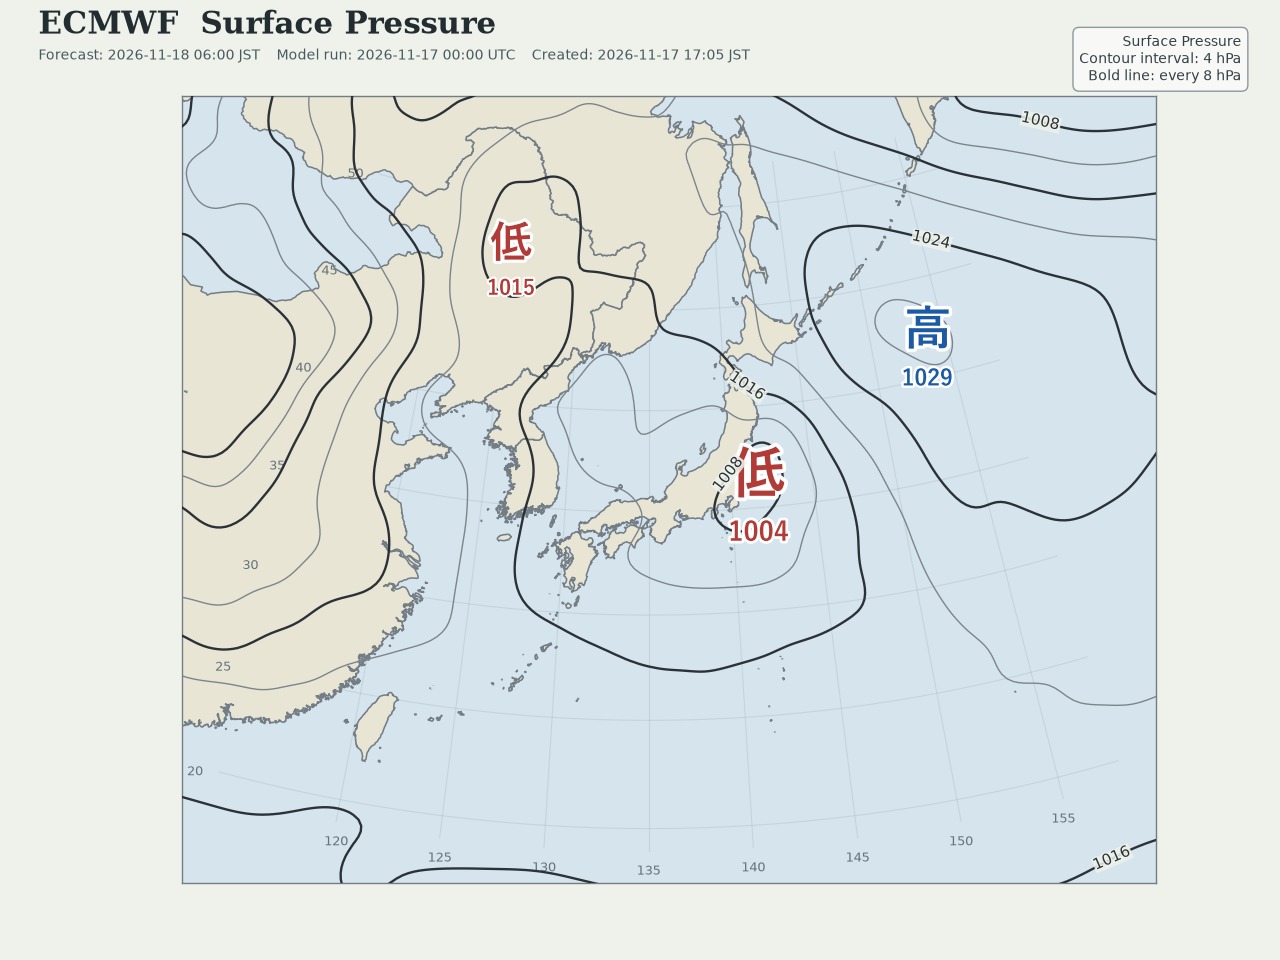 ECMWF  Surface Pressure
Forecast: 2026-11-18 06:00 JST    Model run: 2026-11-17 00:00 UTC    Created: 2026-11-17 17:05 JST
Surface Pressure
Contour interval: 4 hPa
Bold line: every 8 hPa
1008
50
低
1015
1024
45
高
1029
40
1016
35
1008
低
1004
30
25
20
120
125
130
135
140
145
150
155
1016